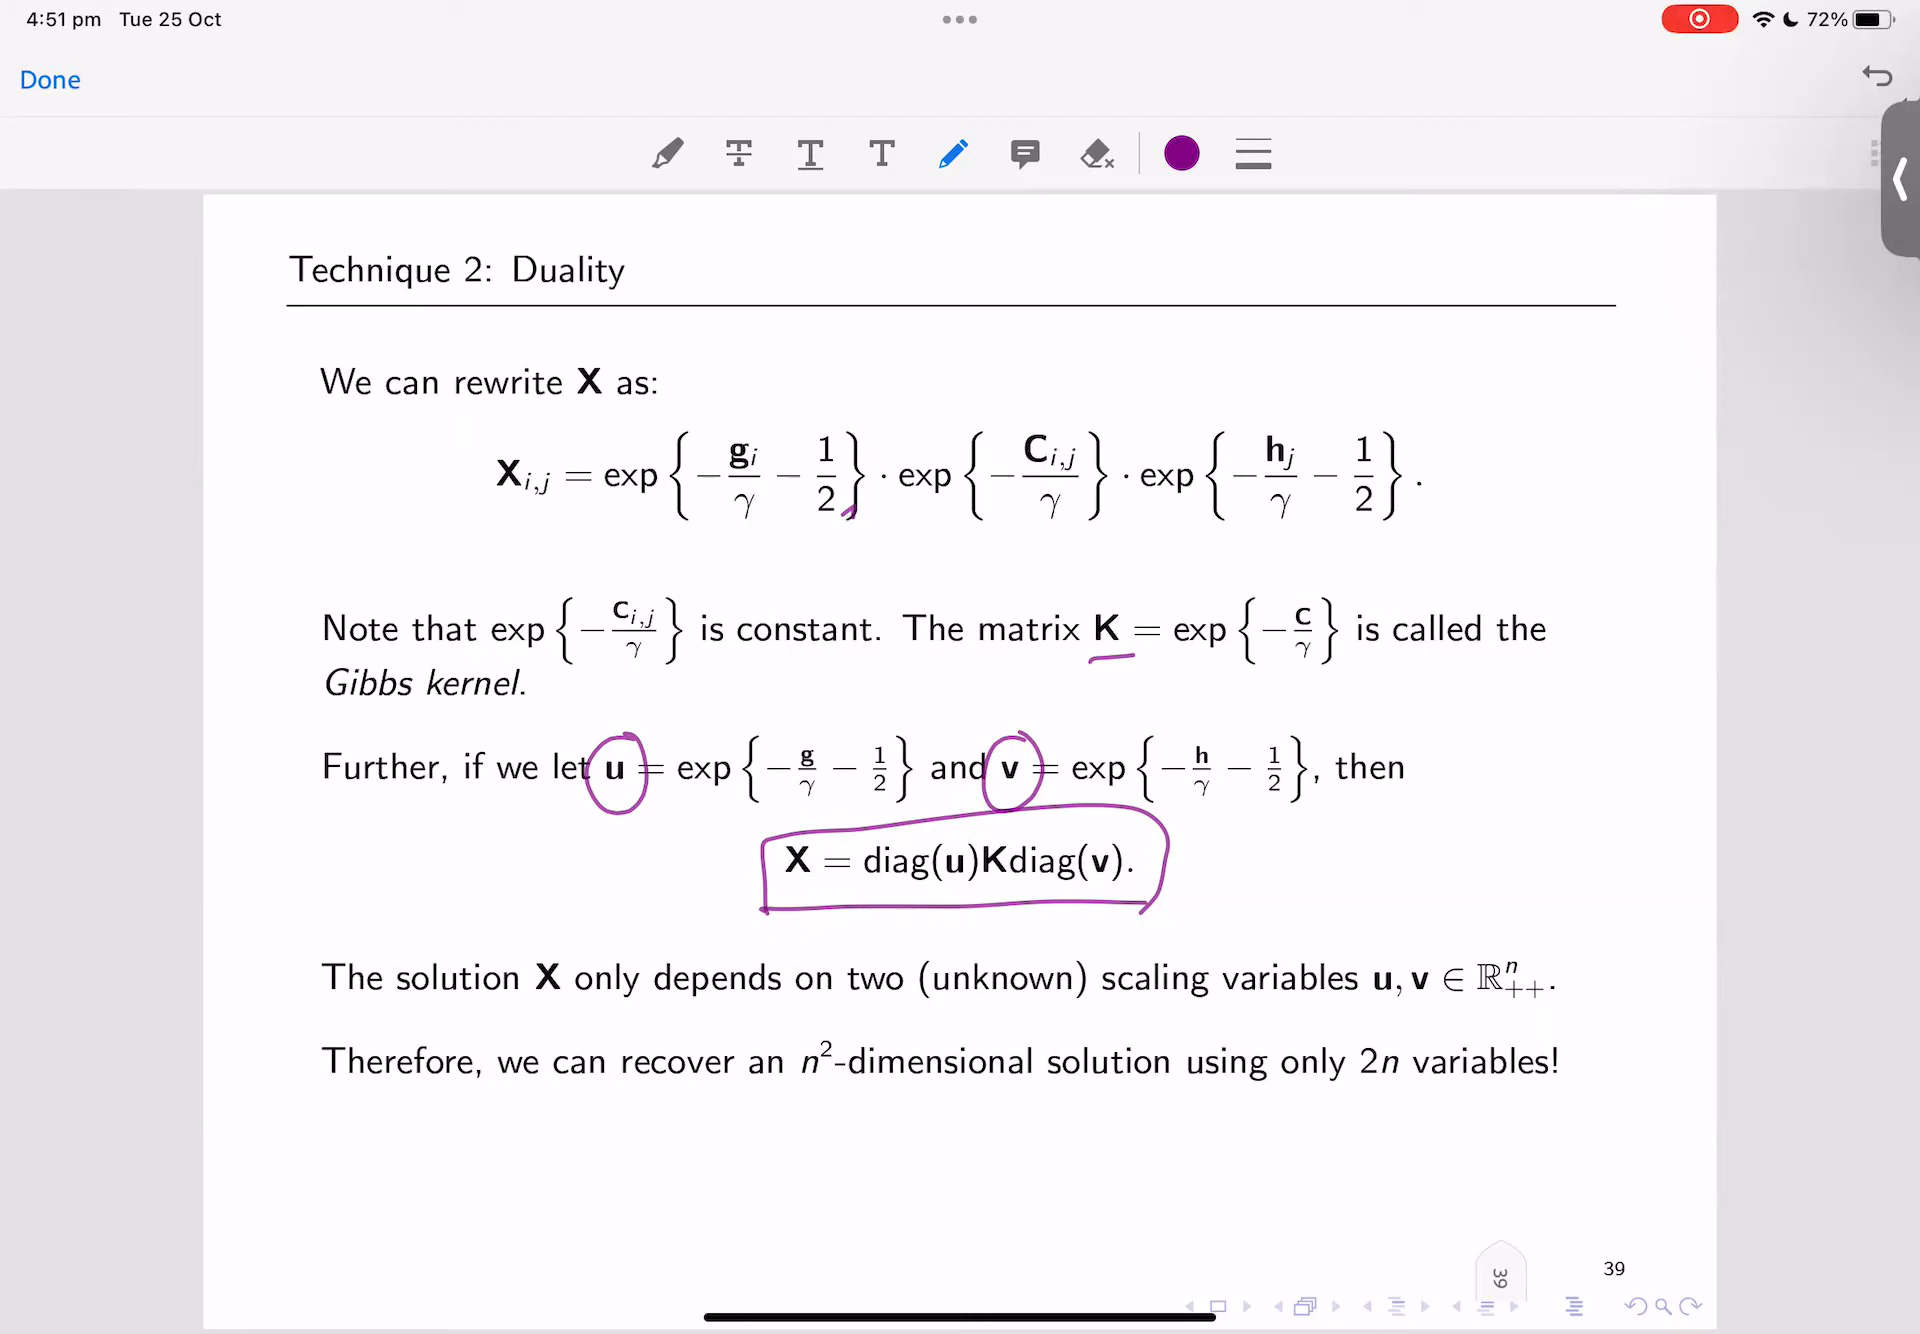 4:51 pm Tue 25 Oct
72%
Done
Technique 2: Duality
We can rewrite X as:
X_{i,j} = exp{−g_i/γ − 1/2} · exp{−C_{i,j}/γ} · exp{−h_j/γ − 1/2}.
Note that exp{−C_{i,j}/γ} is constant. The matrix K = exp{−C/γ} is called the
Gibbs kernel.
Further, if we let u = exp{−g/γ − 1/2} and v = exp{−h/γ − 1/2}, then
X = diag(u)Kdiag(v).
The solution X only depends on two (unknown) scaling variables u, v ∈ ℝ^n_{++}.
Therefore, we can recover an n²-dimensional solution using only 2n variables!
39
39